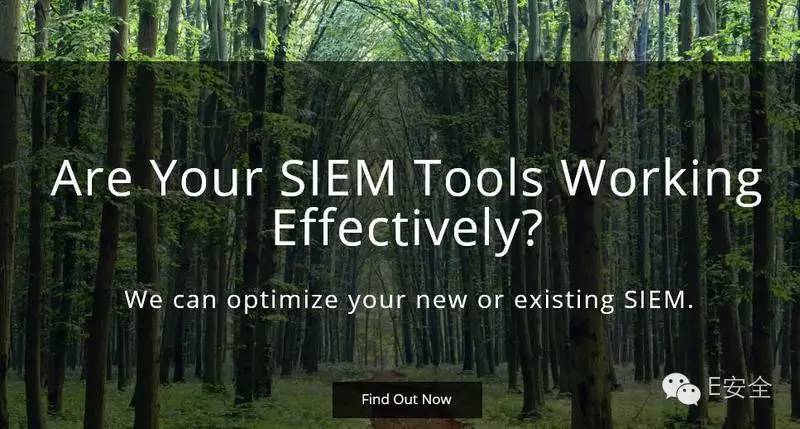 Are Your SIEM Tools Working
Effectively?
We can optimize your new or existing SIEM.
Find Out Now
E安全